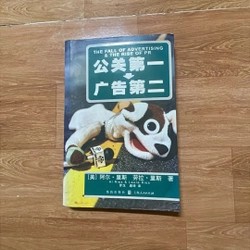 THE FALL OF ADVERTISING
& THE RISE OF PR
公关第一
广告第二
[美] 阿尔·里斯 劳拉·里斯 著